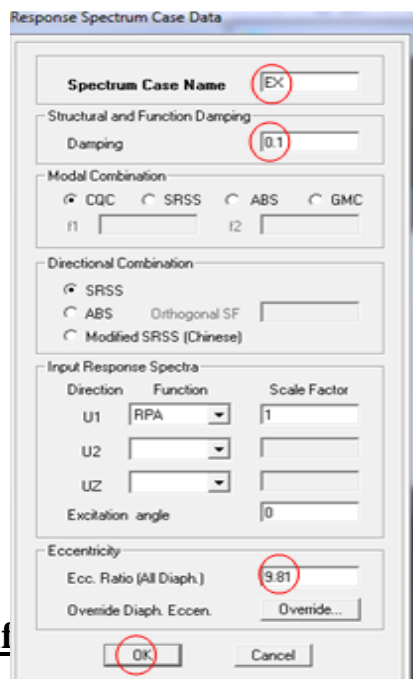 Response Spectrum Case Data
Spectrum Case Name EX
Structural and Function Damping
Damping 0.1
Modal Combination
CQC SRSS ABS GMC
f1 f2
Directional Combination
SRSS
ABS Orthogonal SF
Modified SRSS (Chinese)
Input Response Spectra
Direction Function Scale Factor
U1 RPA 1
U2
UZ
Excitation angle 0
Eccentricity
Ecc. Ratio (All Diaph.) 9.81
Override Diaph. Eccen. Override...
f
OK Cancel